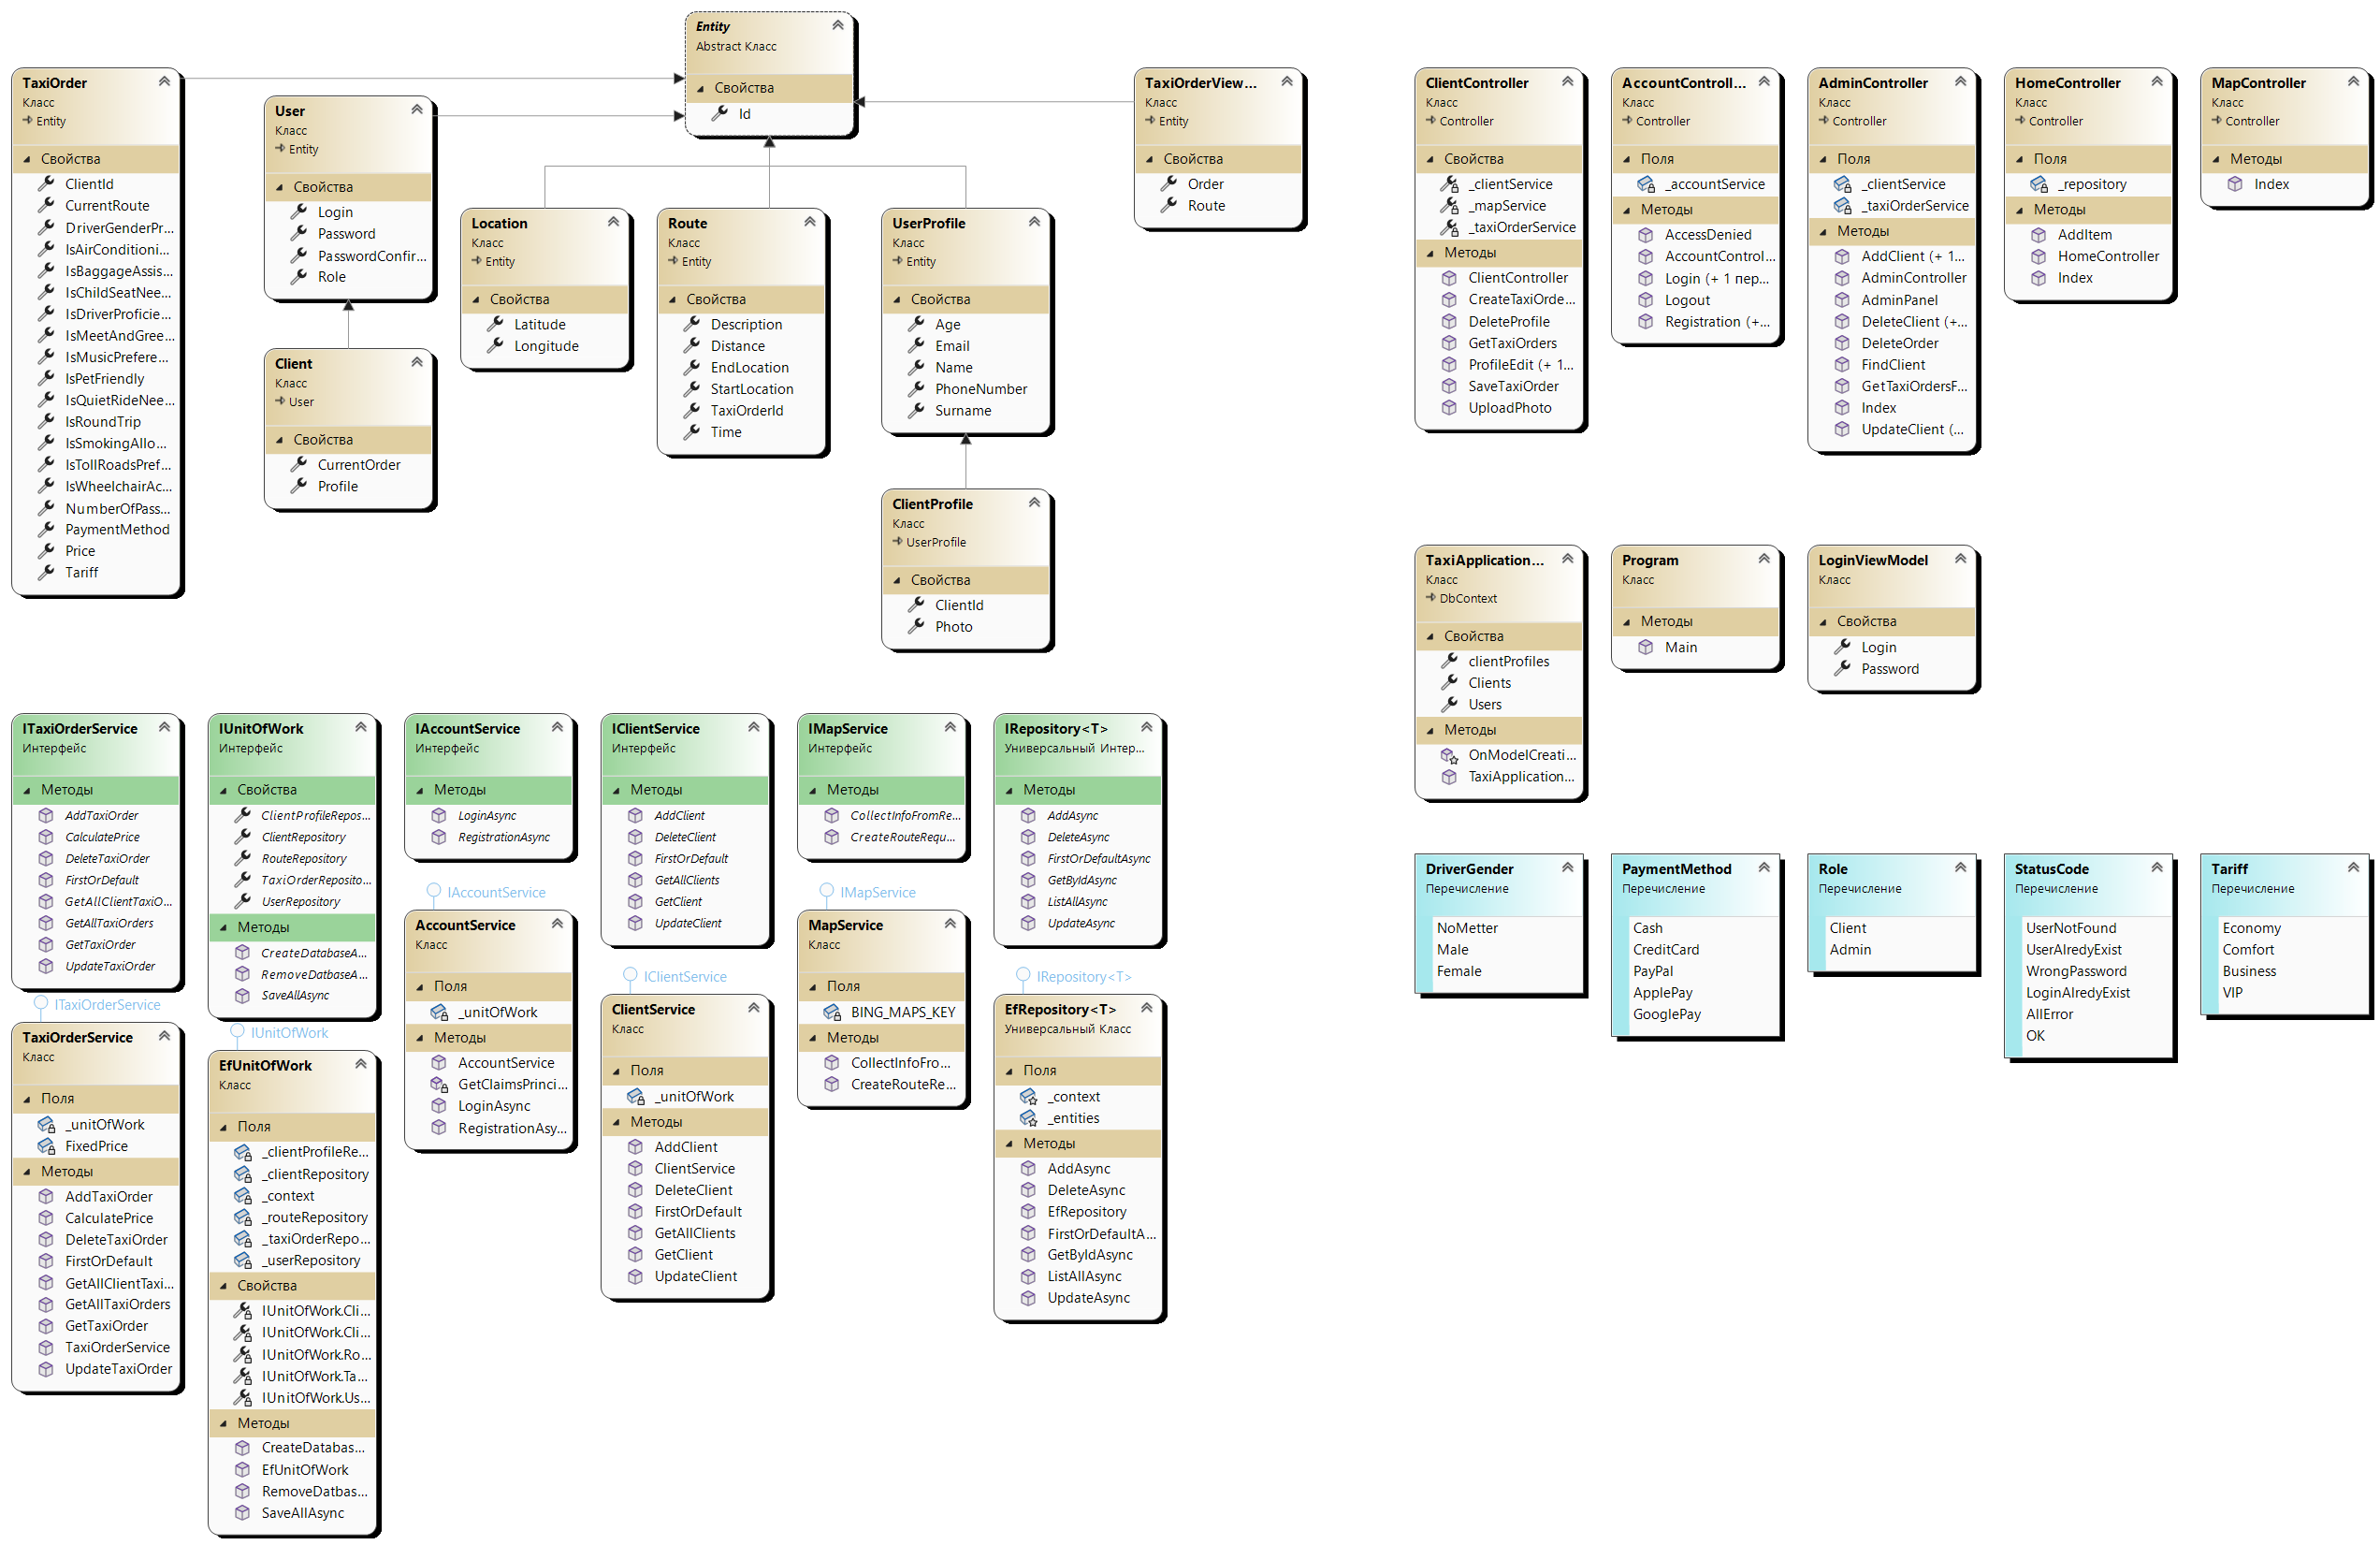 Entity
Abstract Класс
Свойства
Id
TaxiOrder
Класс
Entity
Свойства
ClientId
CurrentRoute
DriverGenderPr...
IsAirConditioni...
IsBaggageAssis...
IsChildSeatNee...
IsDriverProficie...
IsMeetAndGree...
IsMusicPrefere...
IsPetFriendly
IsQuietRideNee...
IsRoundTrip
IsSmokingAllo...
IsTollRoadsPref...
IsWheelchairAc...
NumberOfPass...
PaymentMethod
Price
Tariff
User
Класс
Entity
Свойства
Login
Password
PasswordConfir...
Role
Client
Класс
User
Свойства
CurrentOrder
Profile
Location
Класс
Entity
Свойства
Latitude
Longitude
Route
Класс
Entity
Свойства
Description
Distance
EndLocation
StartLocation
TaxiOrderId
Time
UserProfile
Класс
Entity
Свойства
Age
Email
Name
PhoneNumber
Surname
ClientProfile
Класс
UserProfile
Свойства
ClientId
Photo
TaxiOrderView...
Класс
Entity
Свойства
Order
Route
ClientController
Класс
Controller
Свойства
_clientService
_mapService
_taxiOrderService
Методы
ClientController
CreateTaxiOrde...
DeleteProfile
GetTaxiOrders
ProfileEdit (+ 1...
SaveTaxiOrder
UploadPhoto
AccountControll...
Класс
Controller
Поля
_accountService
Методы
AccessDenied
AccountControl...
Login (+ 1 пер...
Logout
Registration (+...
AdminController
Класс
Controller
Поля
_clientService
_taxiOrderService
Методы
AddClient (+ 1...
AdminController
AdminPanel
DeleteClient (+...
DeleteOrder
FindClient
GetTaxiOrdersF...
Index
UpdateClient (...
HomeController
Класс
Controller
Поля
_repository
Методы
AddItem
HomeController
Index
MapController
Класс
Controller
Методы
Index
TaxiApplication...
Класс
DbContext
Свойства
clientProfiles
Clients
Users
Методы
OnModelCreati...
TaxiApplication...
Program
Класс
Методы
Main
LoginViewModel
Класс
Свойства
Login
Password
ITaxiOrderService
Интерфейс
Методы
AddTaxiOrder
CalculatePrice
DeleteTaxiOrder
FirstOrDefault
GetAllClientTaxiO...
GetAllTaxiOrders
GetTaxiOrder
UpdateTaxiOrder
ITaxiOrderService
TaxiOrderService
Класс
Поля
_unitOfWork
FixedPrice
Методы
AddTaxiOrder
CalculatePrice
DeleteTaxiOrder
FirstOrDefault
GetAllClientTaxi...
GetAllTaxiOrders
GetTaxiOrder
TaxiOrderService
UpdateTaxiOrder
IUnitOfWork
Интерфейс
Свойства
ClientProfileRepos...
ClientRepository
RouteRepository
TaxiOrderReposito...
UserRepository
Методы
CreateDatabaseA...
RemoveDatbaseA...
SaveAllAsync
IUnitOfWork
EfUnitOfWork
Класс
Поля
_clientProfileRe...
_clientRepository
_context
_routeRepository
_taxiOrderRepo...
_userRepository
Свойства
IUnitOfWork.Cli...
IUnitOfWork.Cli...
IUnitOfWork.Ro...
IUnitOfWork.Ta...
IUnitOfWork.Us...
Методы
CreateDatabas...
EfUnitOfWork
RemoveDatbas...
SaveAllAsync
IAccountService
Интерфейс
Методы
LoginAsync
RegistrationAsync
IAccountService
AccountService
Класс
Поля
_unitOfWork
Методы
AccountService
GetClaimsPrinci...
LoginAsync
RegistrationAsy...
IClientService
Интерфейс
Методы
AddClient
DeleteClient
FirstOrDefault
GetAllClients
GetClient
UpdateClient
IClientService
ClientService
Класс
Поля
_unitOfWork
Методы
AddClient
ClientService
DeleteClient
FirstOrDefault
GetAllClients
GetClient
UpdateClient
IMapService
Интерфейс
Методы
CollectInfoFromRe...
CreateRouteRequ...
IMapService
MapService
Класс
Поля
BING_MAPS_KEY
Методы
CollectInfoFro...
CreateRouteRe...
IRepository<T>
Универсальный Интер...
Методы
AddAsync
DeleteAsync
FirstOrDefaultAsync
GetByIdAsync
ListAllAsync
UpdateAsync
IRepository<T>
EfRepository<T>
Универсальный Класс
Поля
_context
_entities
Методы
AddAsync
DeleteAsync
EfRepository
FirstOrDefaultA...
GetByIdAsync
ListAllAsync
UpdateAsync
DriverGender
Перечисление
NoMetter
Male
Female
PaymentMethod
Перечисление
Cash
CreditCard
PayPal
ApplePay
GooglePay
Role
Перечисление
Client
Admin
StatusCode
Перечисление
UserNotFound
UserAlredyExist
WrongPassword
LoginAlredyExist
AllError
OK
Tariff
Перечисление
Economy
Comfort
Business
VIP